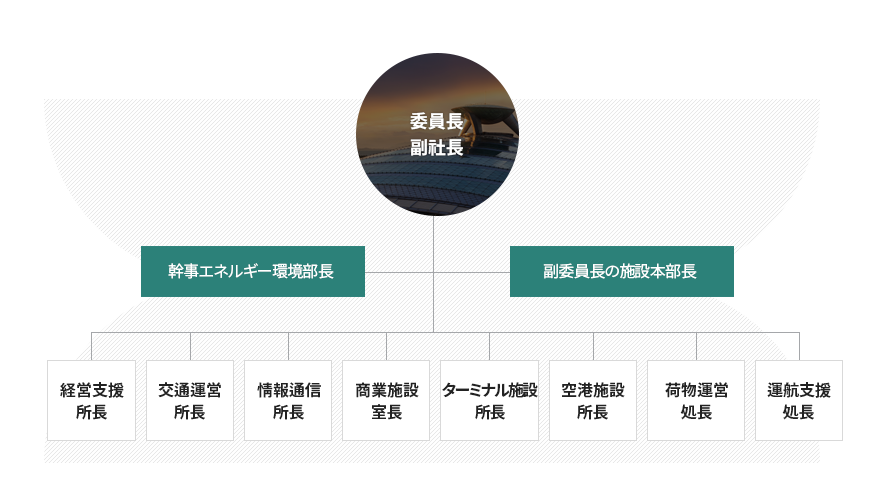 委員長
副社長
幹事エネルギー環境部長
副委員長の施設本部長
経営支援
所長
交通運営
所長
情報通信
所長
商業施設
室長
ターミナル施設
所長
空港施設
所長
荷物運営
処長
運航支援
処長